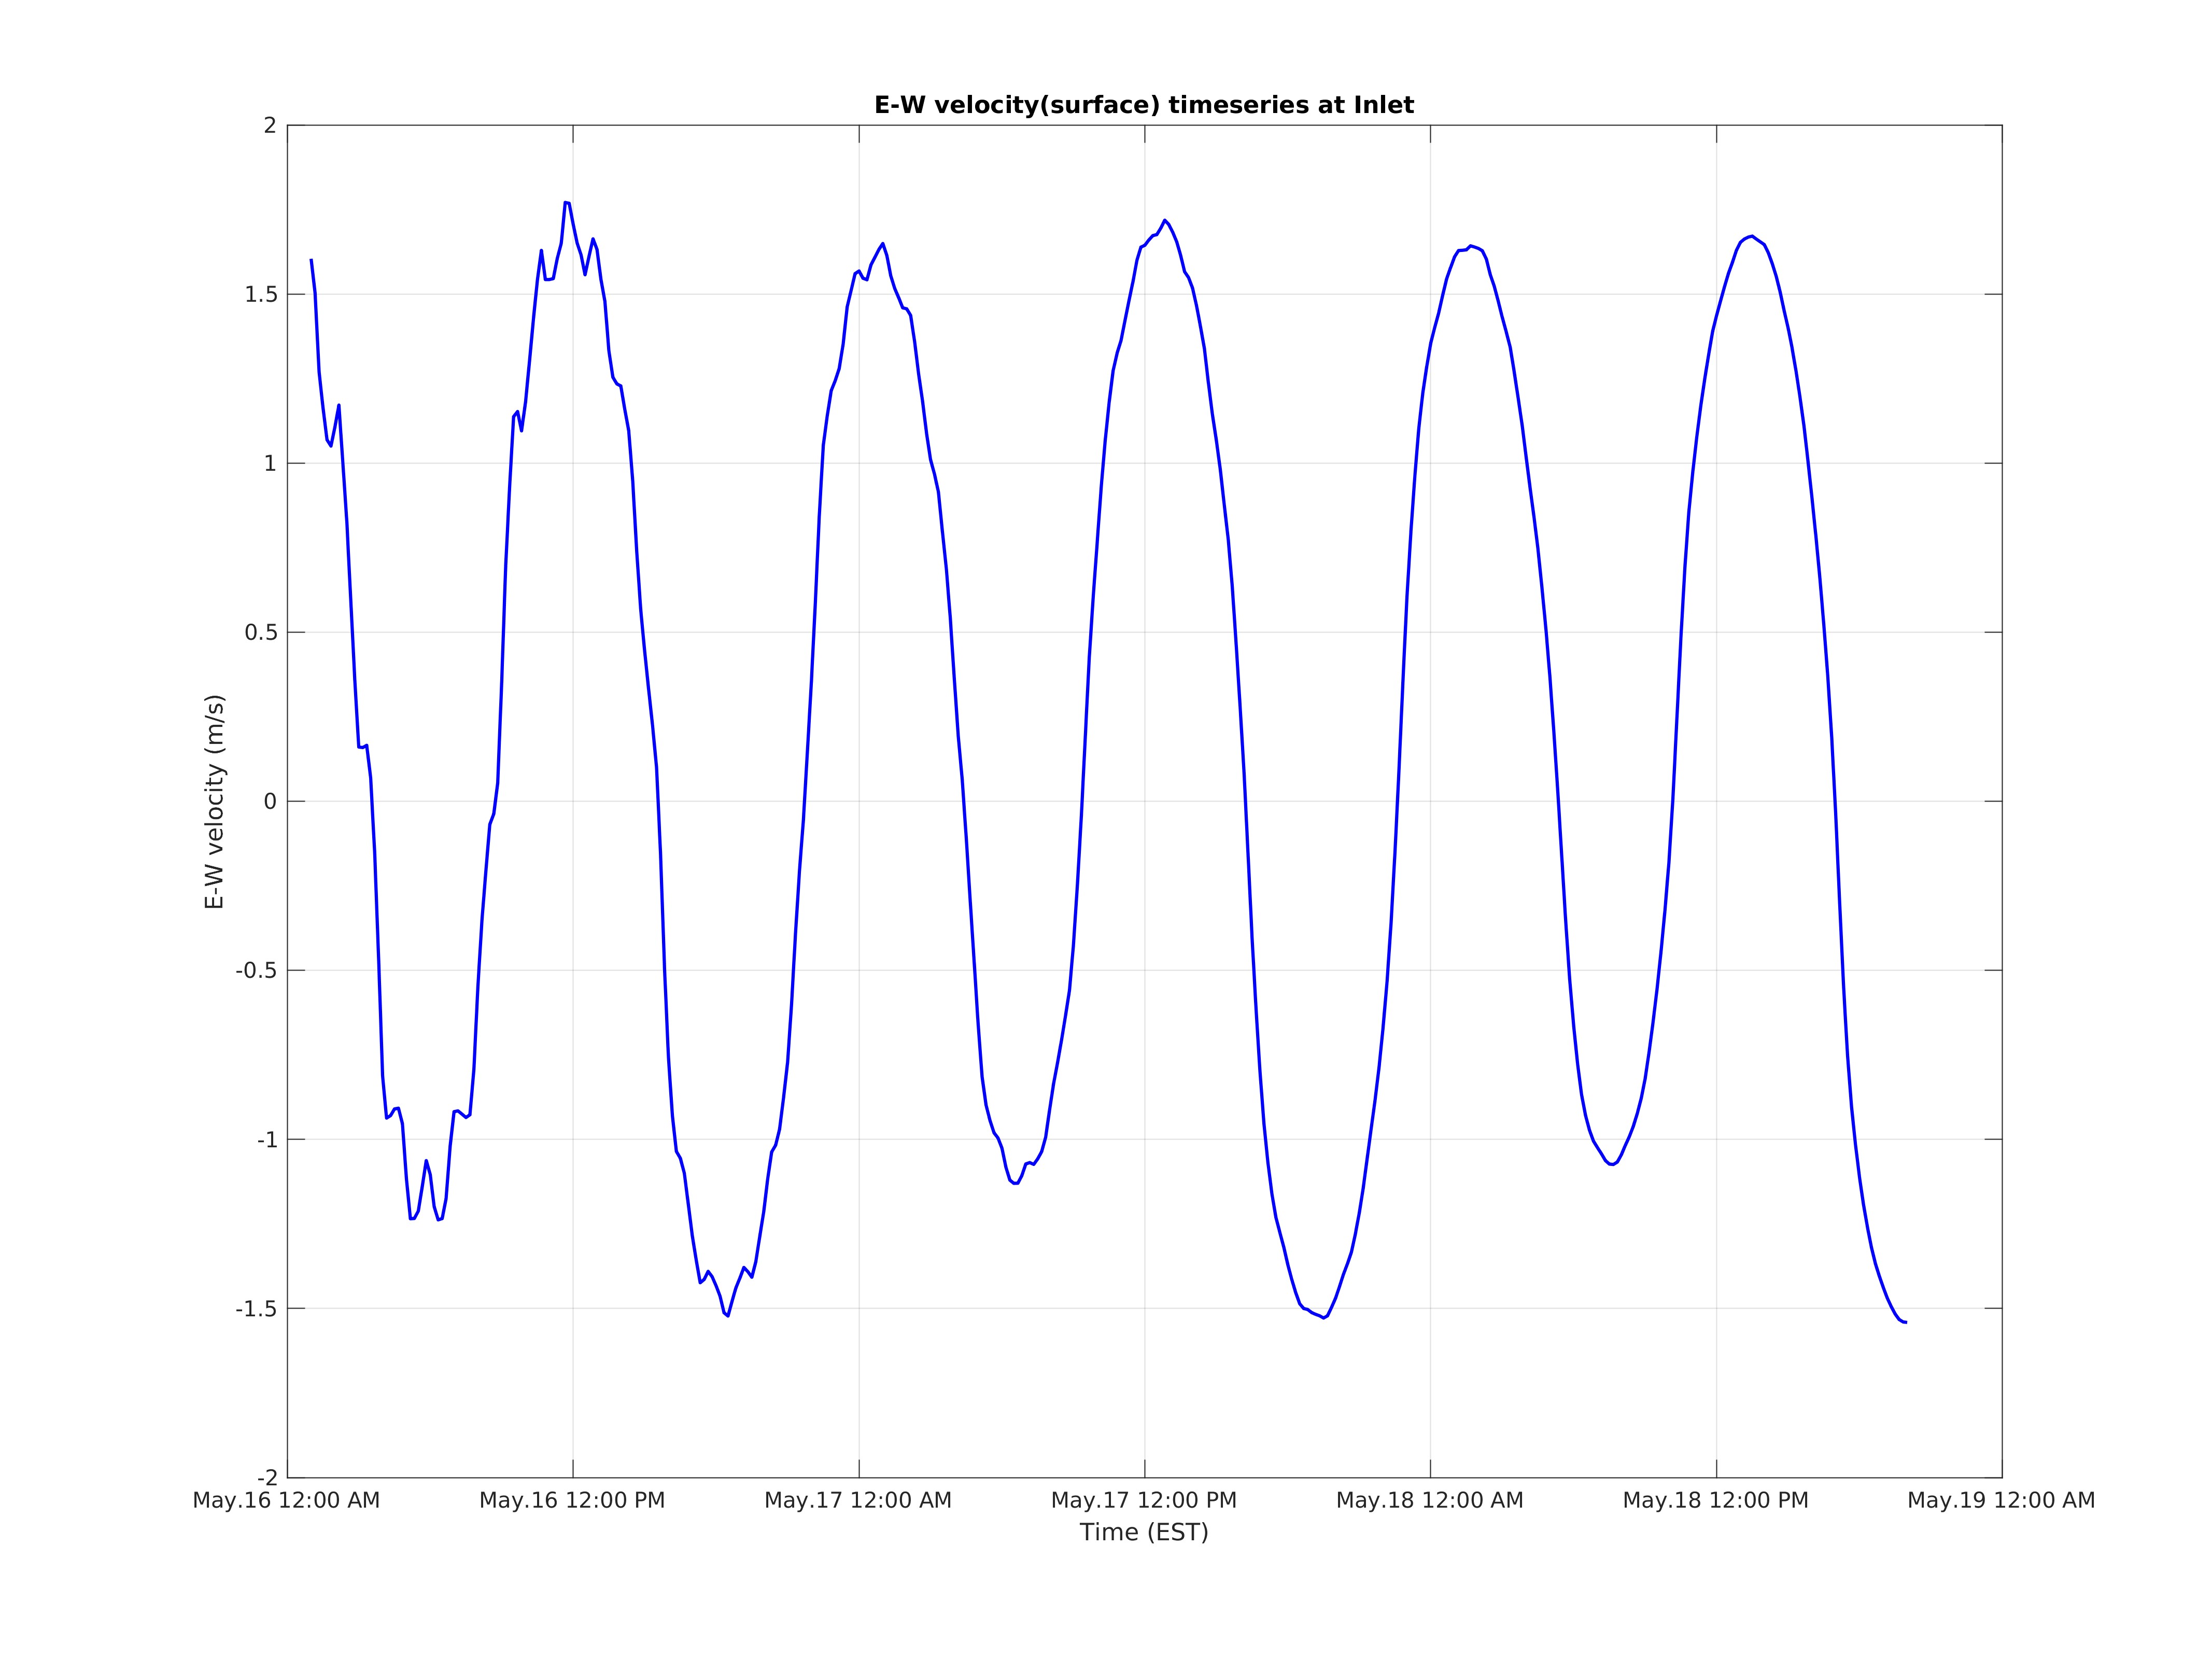 E-W velocity(surface) timeseries at Inlet
2
1.5
1
0.5
0
-0.5
-1
-1.5
-2
E-W velocity (m/s)
May.16 12:00 AM May.16 12:00 PM May.17 12:00 AM May.17 12:00 PM May.18 12:00 AM May.18 12:00 PM May.19 12:00 AM
Time (EST)